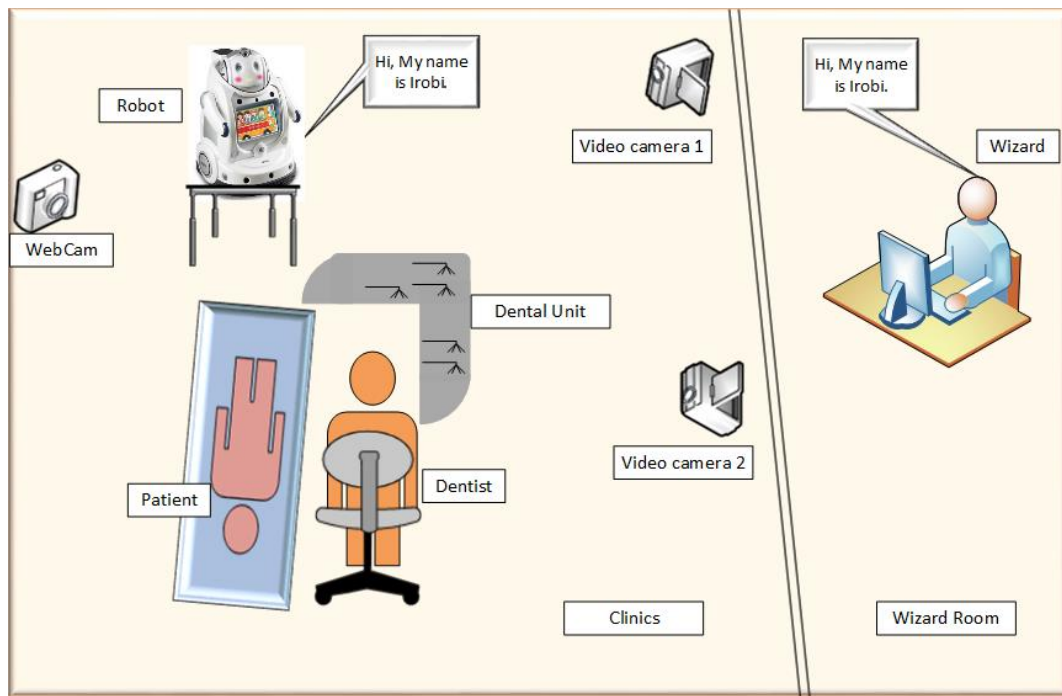 Hi, My name
is Irobi.
Robot
WebCam
Video camera 1
Hi, My name
is Irobi.
Wizard
Dental Unit
Video camera 2
Patient
Dentist
Clinics
Wizard Room